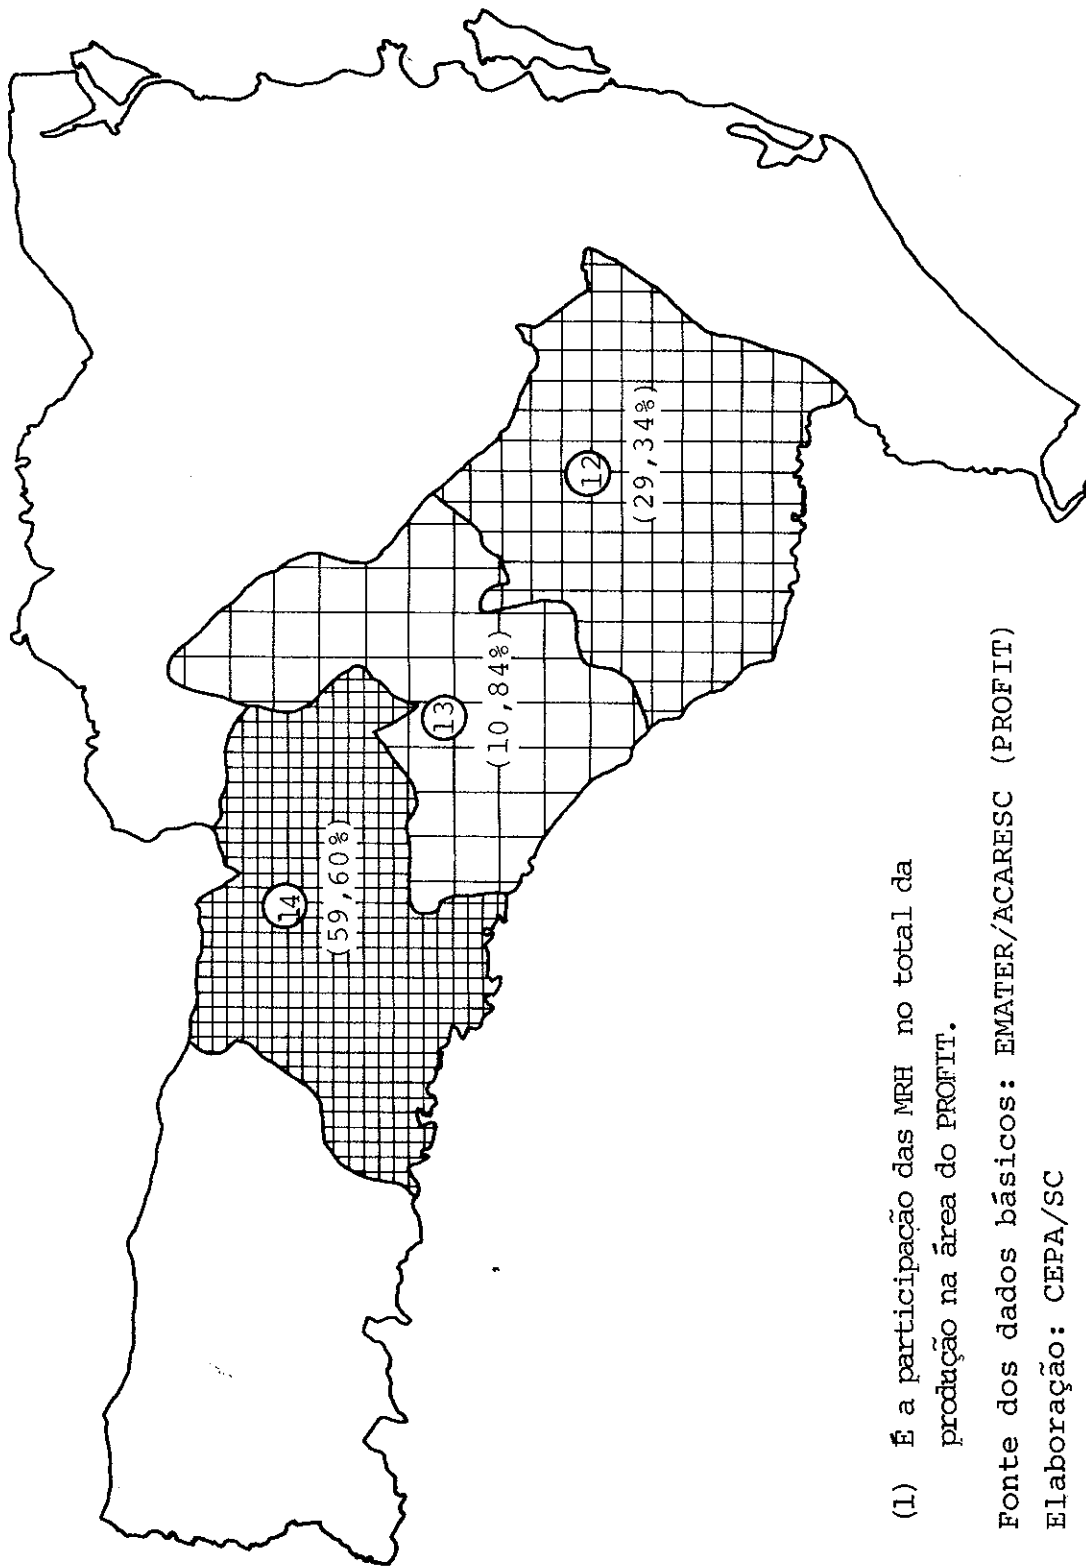 14
(59,60%)
13
(10,84%)
12
(29,34%)
(1) É a participação das MRH no total da
produção na área do PROFIT.
Fonte dos dados básicos: EMATER/ACARESC (PROFIT)
Elaboração: CEPA/SC